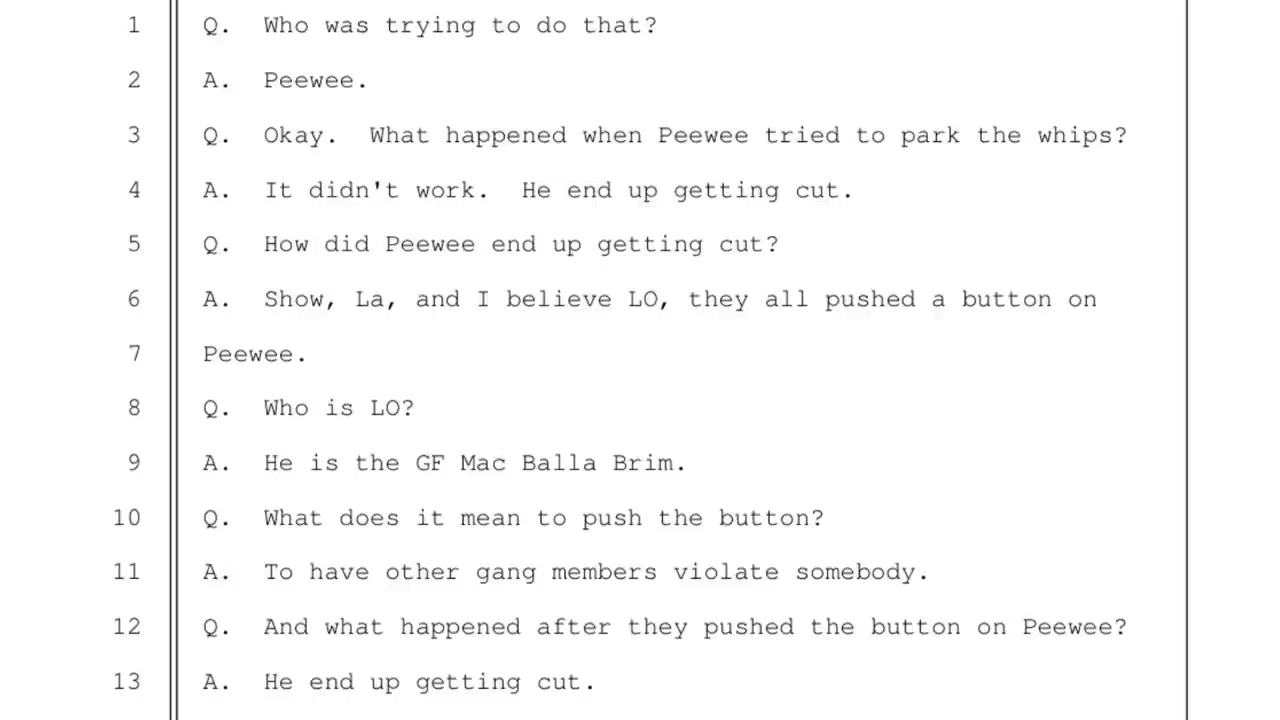 1 Q. Who was trying to do that?
2 A. Peewee.
3 Q. Okay. What happened when Peewee tried to park the whips?
4 A. It didn't work. He end up getting cut.
5 Q. How did Peewee end up getting cut?
6 A. Show, La, and I believe LO, they all pushed a button on
7 Peewee.
8 Q. Who is LO?
9 A. He is the GF Mac Balla Brim.
10 Q. What does it mean to push the button?
11 A. To have other gang members violate somebody.
12 Q. And what happened after they pushed the button on Peewee?
13 A. He end up getting cut.